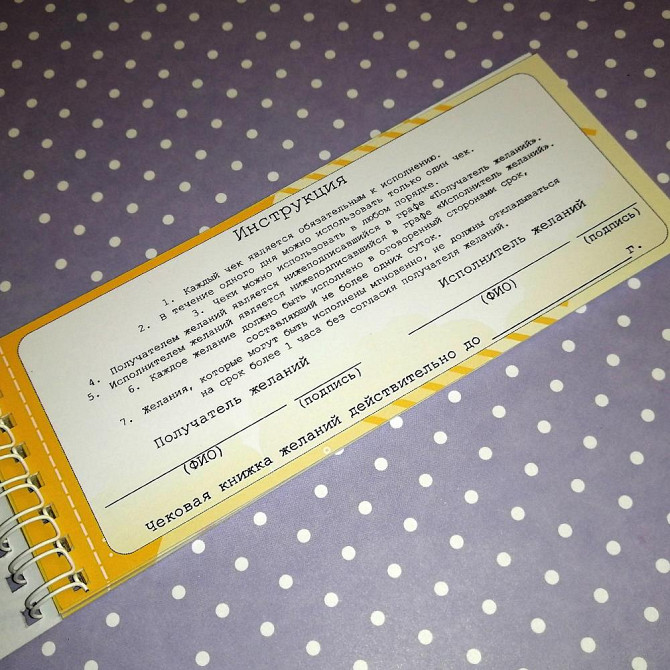 Инструкция
1. Каждый чек является обязательным к исполнению.
2. В течение одного дня можно использовать только один чек.
3. Чеки можно использовать в любом порядке.
4. Получателем желаний является нижеподписавшийся в графе «Получатель желаний».
5. Исполнителем желаний является нижеподписавшийся в графе «Исполнитель желаний».
6. Каждое желание должно быть исполнено в оговоренный сторонами срок,
составляющий не более одних суток.
7. Желания, которые могут быть исполнены мгновенно, не должны откладываться
на срок более 1 часа без согласия получателя желаний.
Получатель желаний
Исполнитель желаний
(ФИО) (подпись)
(ФИО) (подпись)
Чековая книжка желаний действительно до г.